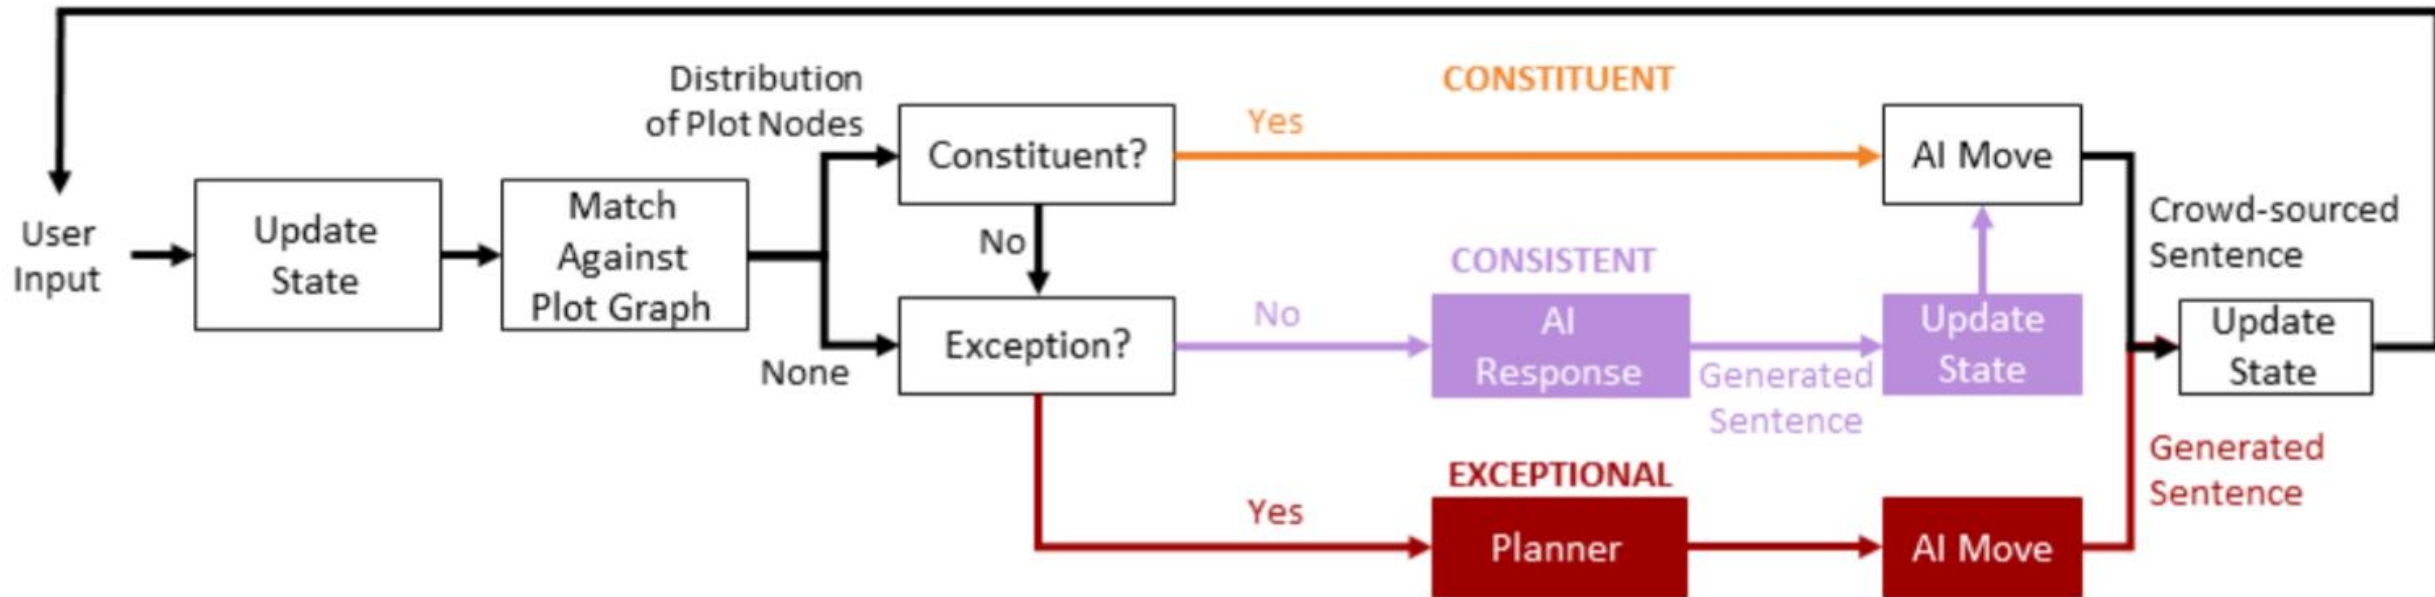 User
Input
Update
State
Match
Against
Plot Graph
Distribution
of Plot Nodes
None
Constituent?
No
Exception?
Yes
CONSTITUENT
No
CONSISTENT
AI
Response
Generated
Sentence
Update
State
Yes
EXCEPTIONAL
Planner
AI Move
AI Move
Crowd-sourced
Sentence
Generated
Sentence
Update
State